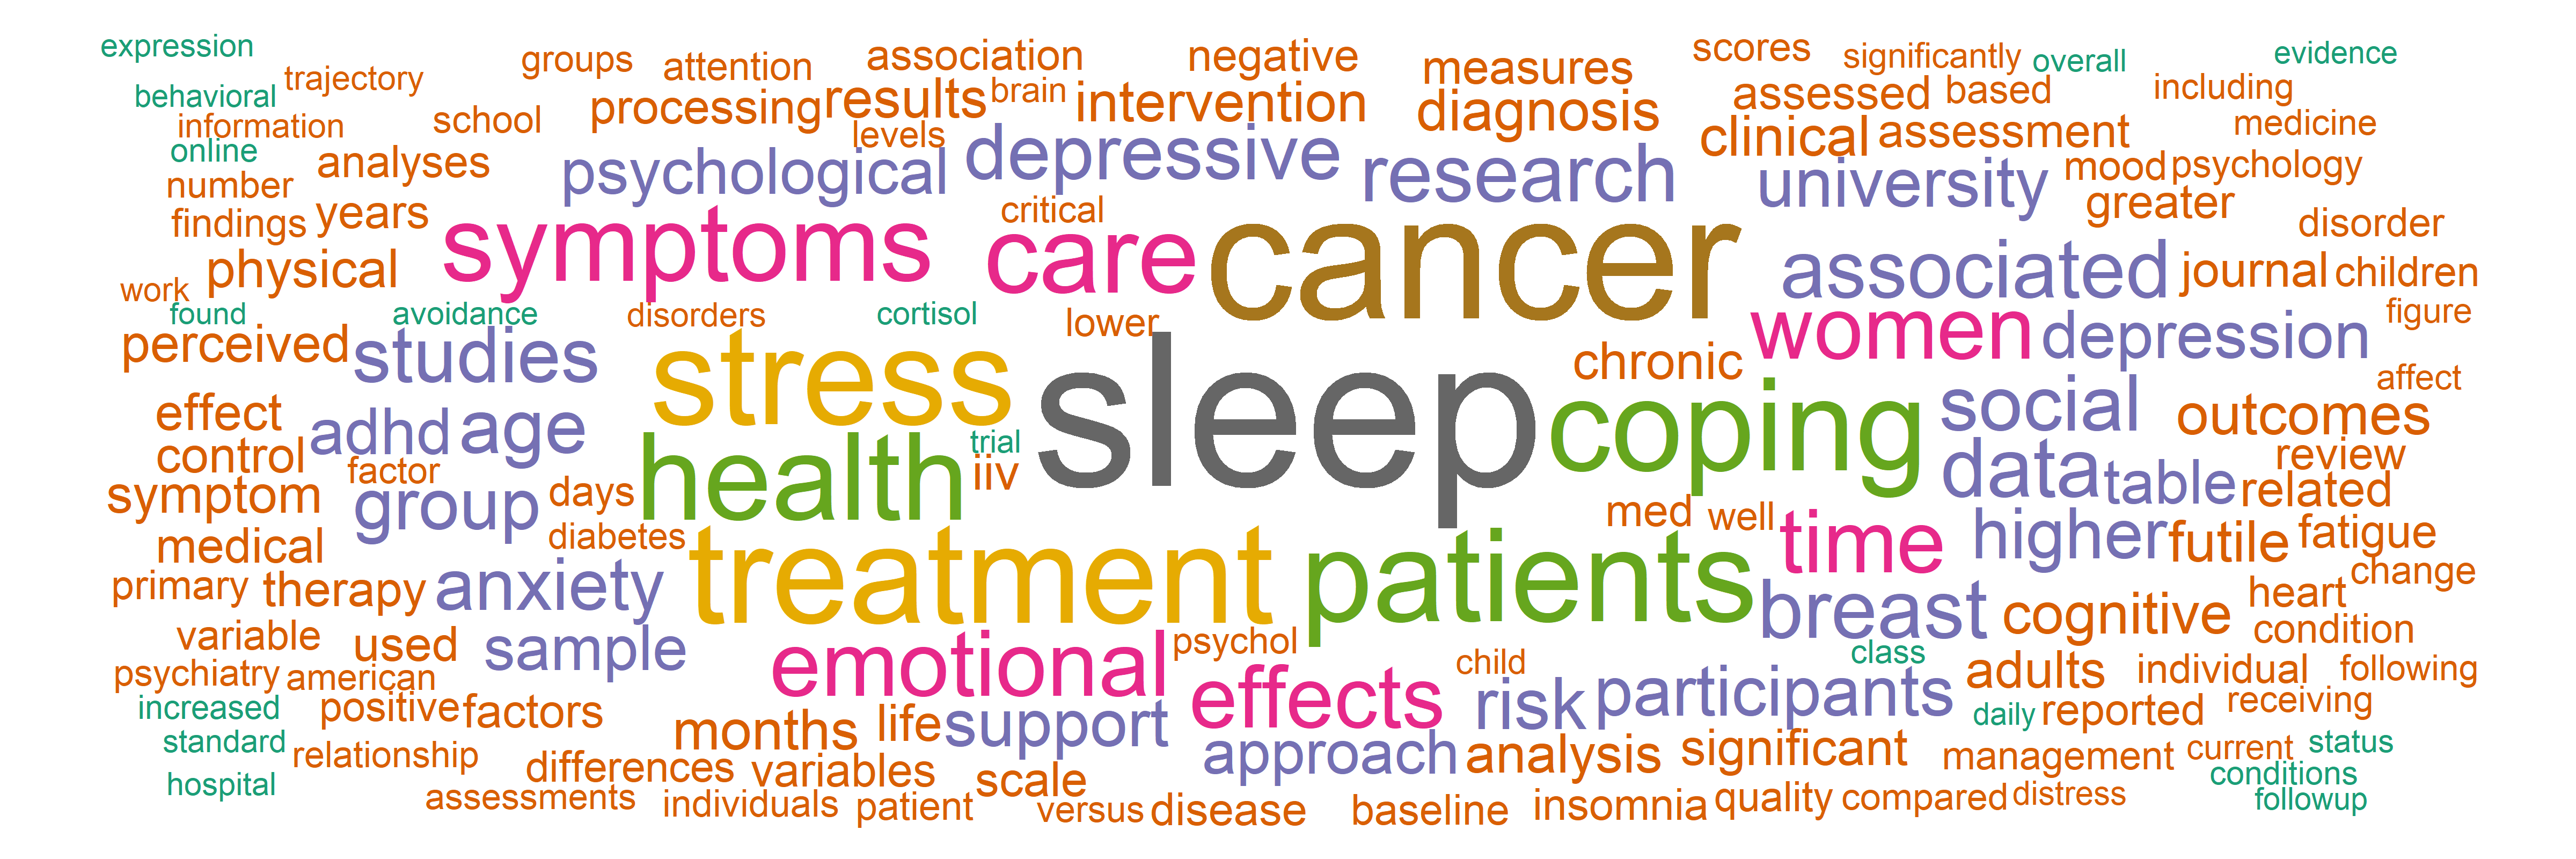 expression
trajectory
groups
attention
association
negative
measures
scores
significantly
overall
evidence
behavioral
processing
results
brain
intervention
diagnosis
assessed
based
including
information
school
levels
clinical
assessment
medicine
online
analyses
psychological
depressive
research
university
mood
psychology
number
findings
years
symptoms
critical
care
cancer
greater
disorder
physical
associated
journal
children
work
found
avoidance
disorders
cortisol
lower
women
depression
figure
perceived
studies
stress
sleep
chronic
affect
effect
adhd
age
health
trial
coping
social
outcomes
control
factor
iiv
data
review
symptom
group
days
med
well
table
related
medical
diabetes
treatment
patients
time
higher
futile
fatigue
primary
therapy
anxiety
breast
cognitive
heart
change
variable
used
sample
emotional
psychol
child
class
condition
psychiatry
american
effects
risk
participants
adults
individual
following
increased
positive
factors
months
life
support
daily
reported
receiving
standard
relationship
differences
variables
approach
analysis
significant
management
current
status
hospital
scale
conditions
assessments
individuals
patient
versus
disease
baseline
insomnia
quality
compared
distress
followup